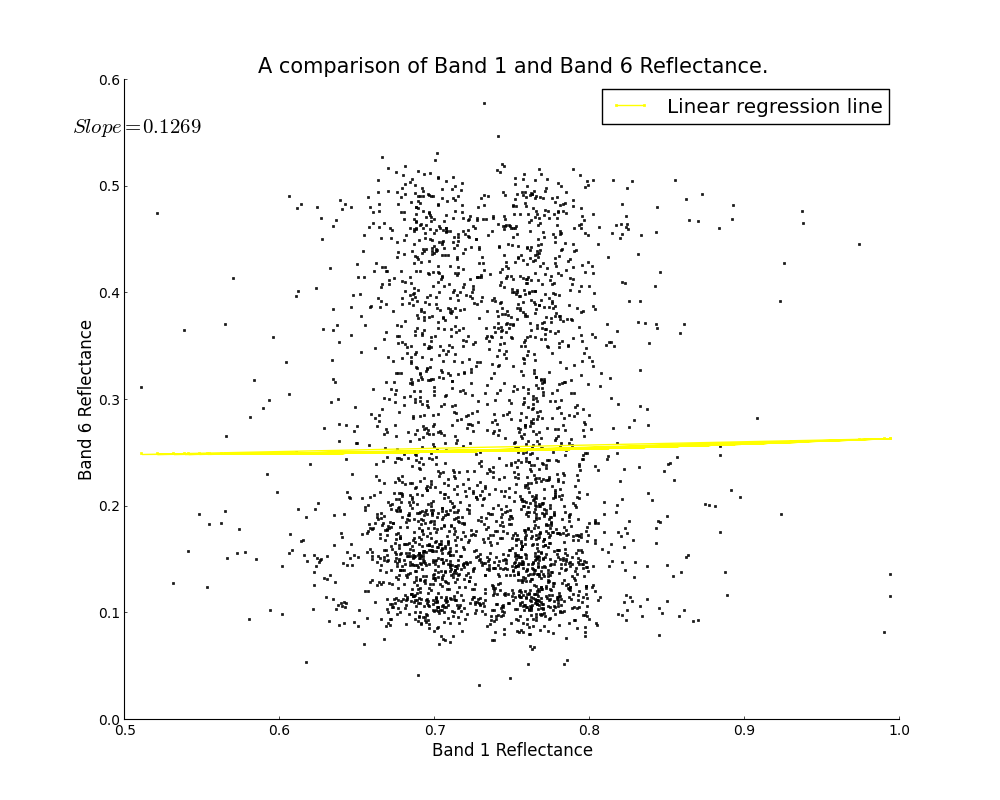 A comparison of Band 1 and Band 6 Reflectance.
Slope=0.1269
Linear regression line
0.6
0.5
0.4
0.3
0.2
0.1
0.0
Band 6 Reflectance
0.5 0.6 0.7 0.8 0.9 1.0
Band 1 Reflectance